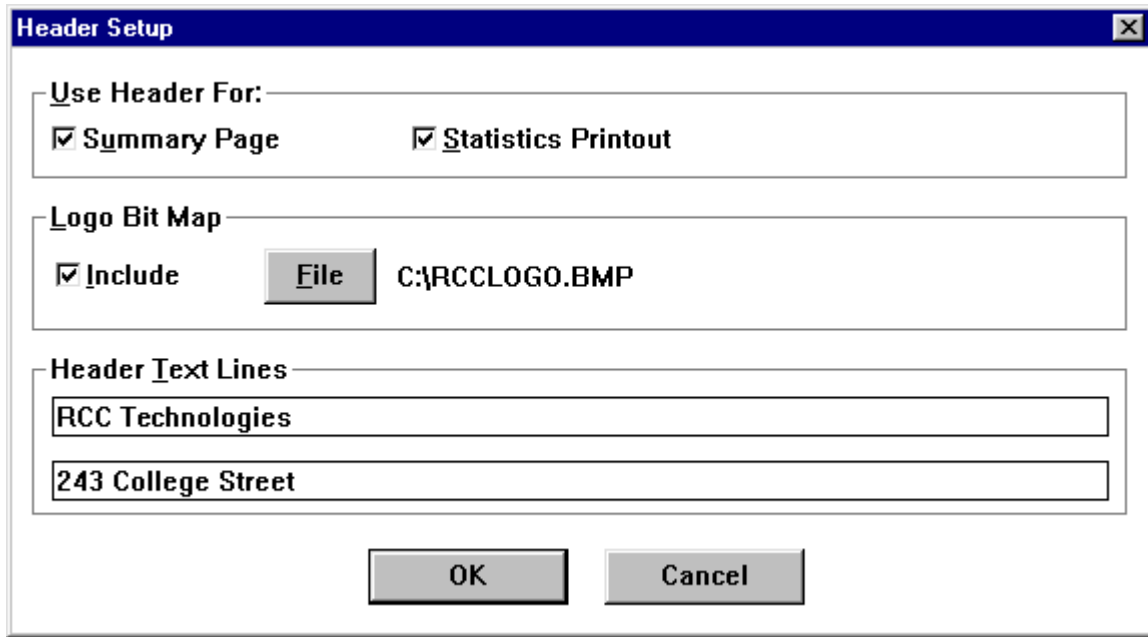 Header Setup
Use Header For:
Summary Page Statistics Printout
Logo Bit Map
Include File C:\RCCLOGO.BMP
Header Text Lines
RCC Technologies
243 College Street
OK Cancel